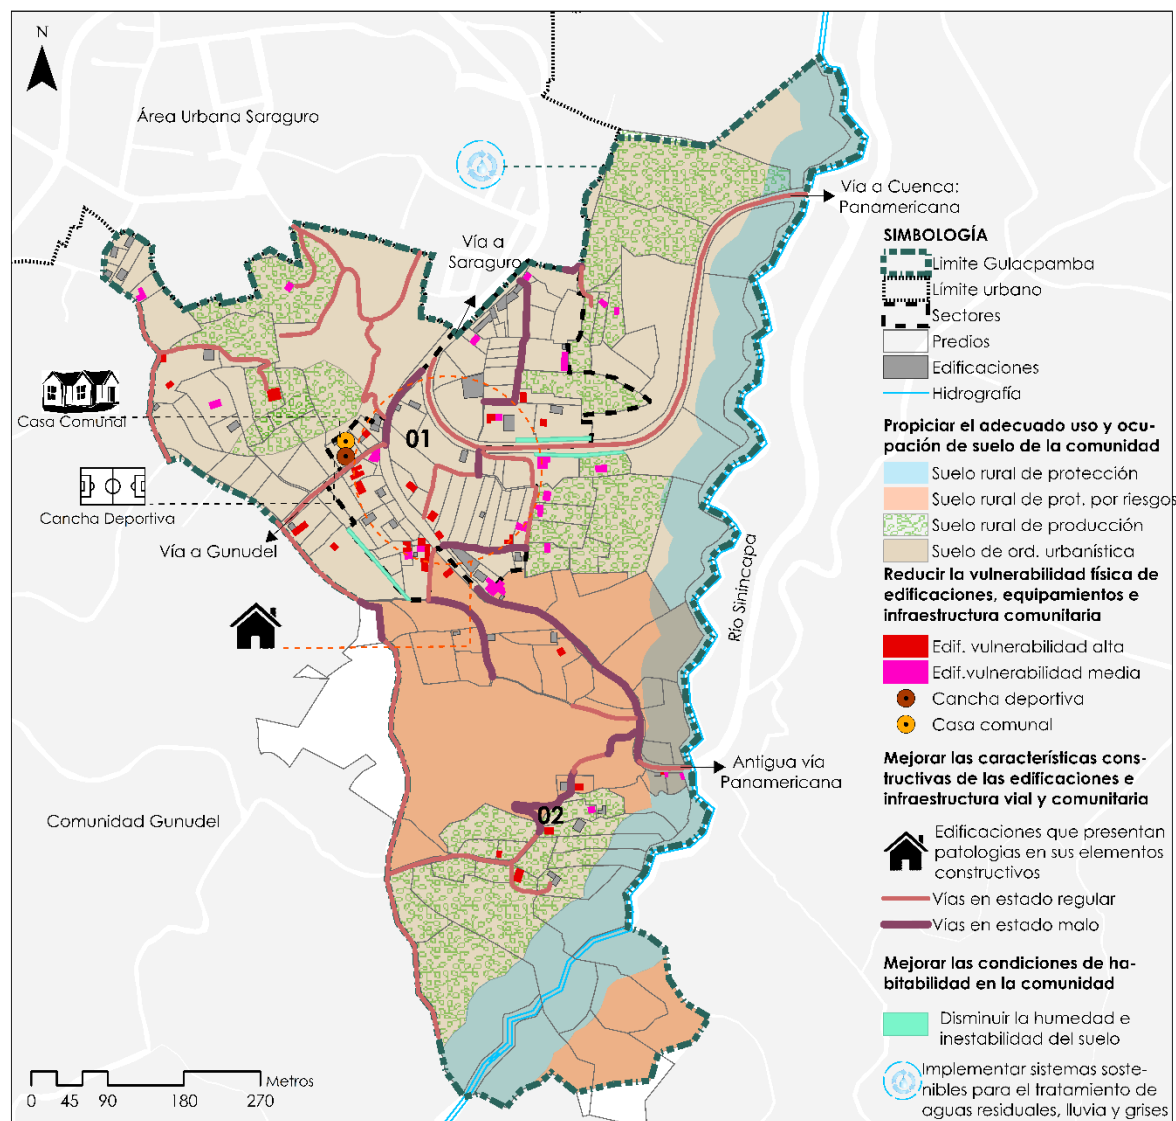 N
Área Urbana Saraguro
Vía a Cuenca:
Panamericana
Vía a
Saraguro
Casa Comunal
01
Cancha Deportiva
Vía a Gunudel
Río Sinincapa
Antigua vía
Panamericana
02
Comunidad Gunudel
Metros
0 45 90 180 270
SIMBOLOGÍA
Limite Gulacpamba
Límite urbano
Sectores
Predios
Edificaciones
Hidrografía
Propiciar el adecuado uso y ocu-
pación de suelo de la comunidad
Suelo rural de protección
Suelo rural de prot. por riesgos
Suelo rural de producción
Suelo de ord. urbanística
Reducir la vulnerabilidad física de
edificaciones, equipamientos e
infraestructura comunitaria
Edif. vulnerabilidad alta
Edif.vulnerabilidad media
Cancha deportiva
Casa comunal
Mejorar las características cons-
tructivas de las edificaciones e
infraestructura vial y comunitaria
Edificaciones que presentan
patologías en sus elementos
constructivos
Vías en estado regular
Vías en estado malo
Mejorar las condiciones de ha-
bitabilidad en la comunidad
Disminuir la humedad e
inestabilidad del suelo
Implementar sistemas soste-
nibles para el tratamiento de
aguas residuales, lluvia y grises